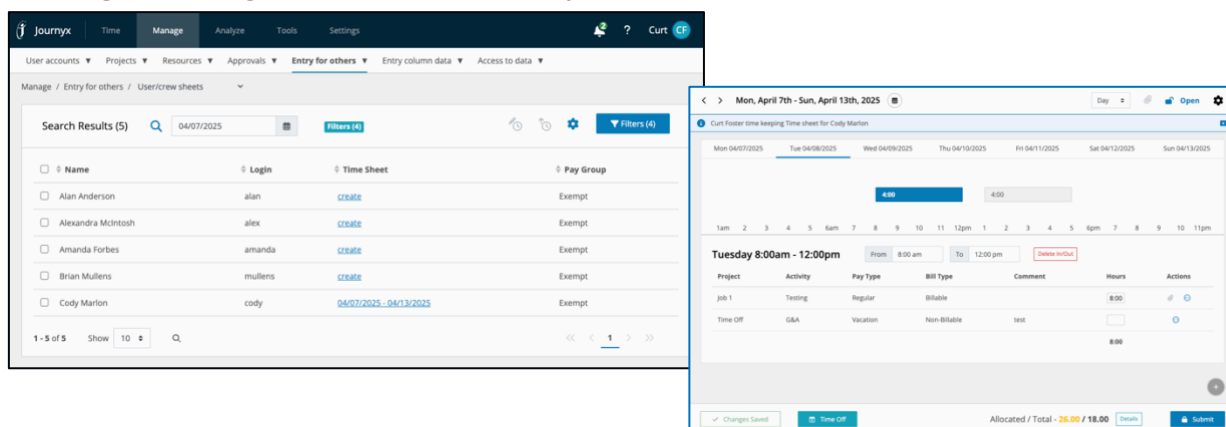 Journyx Time Manage Analyze Tools Settings 2 ? Curt CF
User accounts ▼ Projects ▼ Resources ▼ Approvals ▼ Entry for others ▼ Entry column data ▼ Access to data ▼
Manage / Entry for others / User/crew sheets
Search Results (5) 04/07/2025 Filters (4) Filters (4)
Name Login Time Sheet Pay Group
Alan Anderson alan create Exempt
Alexandra McIntosh alex create Exempt
Amanda Forbes amanda create Exempt
Brian Mullens mullens create Exempt
Cody Marlon cody 04/07/2025 - 04/13/2025 Exempt
1 - 5 of 5 Show 10 << < 1 > >>
< > Mon, April 7th - Sun, April 13th, 2025 Day Open
Curt Foster time keeping Time sheet for Cody Marlon
Mon 04/07/2025 Tue 04/08/2025 Wed 04/09/2025 Thu 04/10/2025 Fri 04/11/2025 Sat 04/12/2025 Sun 04/13/2025
4:00 4:00
1am 2 3 4 5 6am 7 8 9 10 11 12pm 1 2 3 4 5 6pm 7 8 9 10 11pm
Tuesday 8:00am - 12:00pm From 8:00 am To 12:00 pm Delete In/Out
Project Activity Pay Type Bill Type Comment Hours Actions
Job 1 Testing Regular Billable 8:00
Time Off G&A Vacation Non-Billable test
8:00
+
Changes Saved Time Off Allocated / Total - 26.00 / 18.00 Details Submit